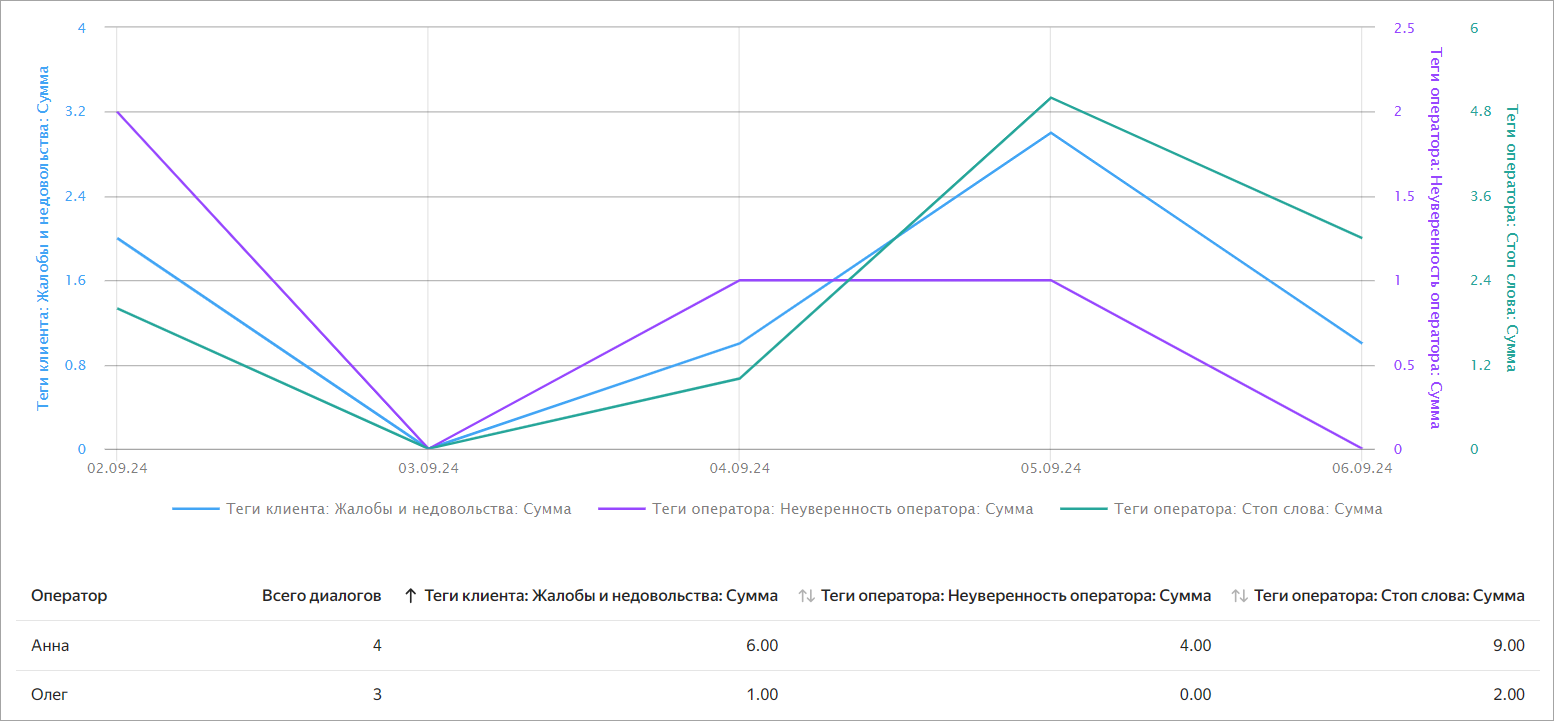 Теги клиента: Жалобы и недовольства: Сумма
4
3.2
2.4
1.6
0.8
0
2.5
2
1.5
1
0.5
0
Теги оператора: Неуверенность оператора: Сумма
6
4.8
3.6
2.4
1.2
0
Теги оператора: Стоп слова: Сумма
02.09.24 03.09.24 04.09.24 05.09.24 06.09.24
Теги клиента: Жалобы и недовольства: Сумма Теги оператора: Неуверенность оператора: Сумма Теги оператора: Стоп слова: Сумма
Оператор Всего диалогов ↑ Теги клиента: Жалобы и недовольства: Сумма ↑↓ Теги оператора: Неуверенность оператора: Сумма ↑↓ Теги оператора: Стоп слова: Сумма
Анна 4 6.00 4.00 9.00
Олег 3 1.00 0.00 2.00